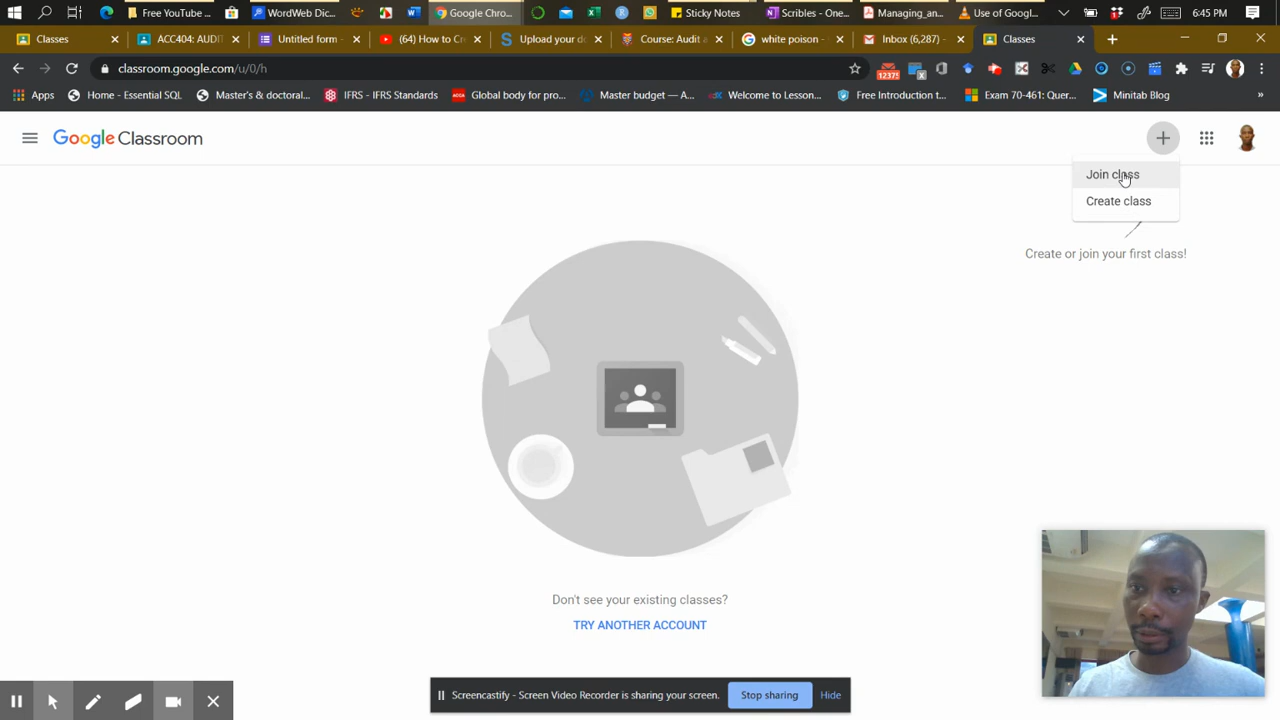 Free YouTube ...
WordWeb Dic...
Google Chro...
Sticky Notes
Scribles - One...
Managing_an...
Use of Googl...
6:45 PM
Classes
ACC404: AUDI
Untitled form -
(64) How to Cr
Upload your d
Course: Audit a
white poison -
Inbox (6,287) -
Classes
classroom.google.com/u/0/h
12375
Apps
Home - Essential SQL
Master's & doctoral...
IFRS - IFRS Standards
Global body for pro...
Master budget — A...
Welcome to Lesson...
Free Introduction t...
Exam 70-461: Quer...
Minitab Blog
»
Google Classroom
Join class
Create class
Create or join your first class!
Don't see your existing classes?
TRY ANOTHER ACCOUNT
Screencastify - Screen Video Recorder is sharing your screen.
Stop sharing
Hide